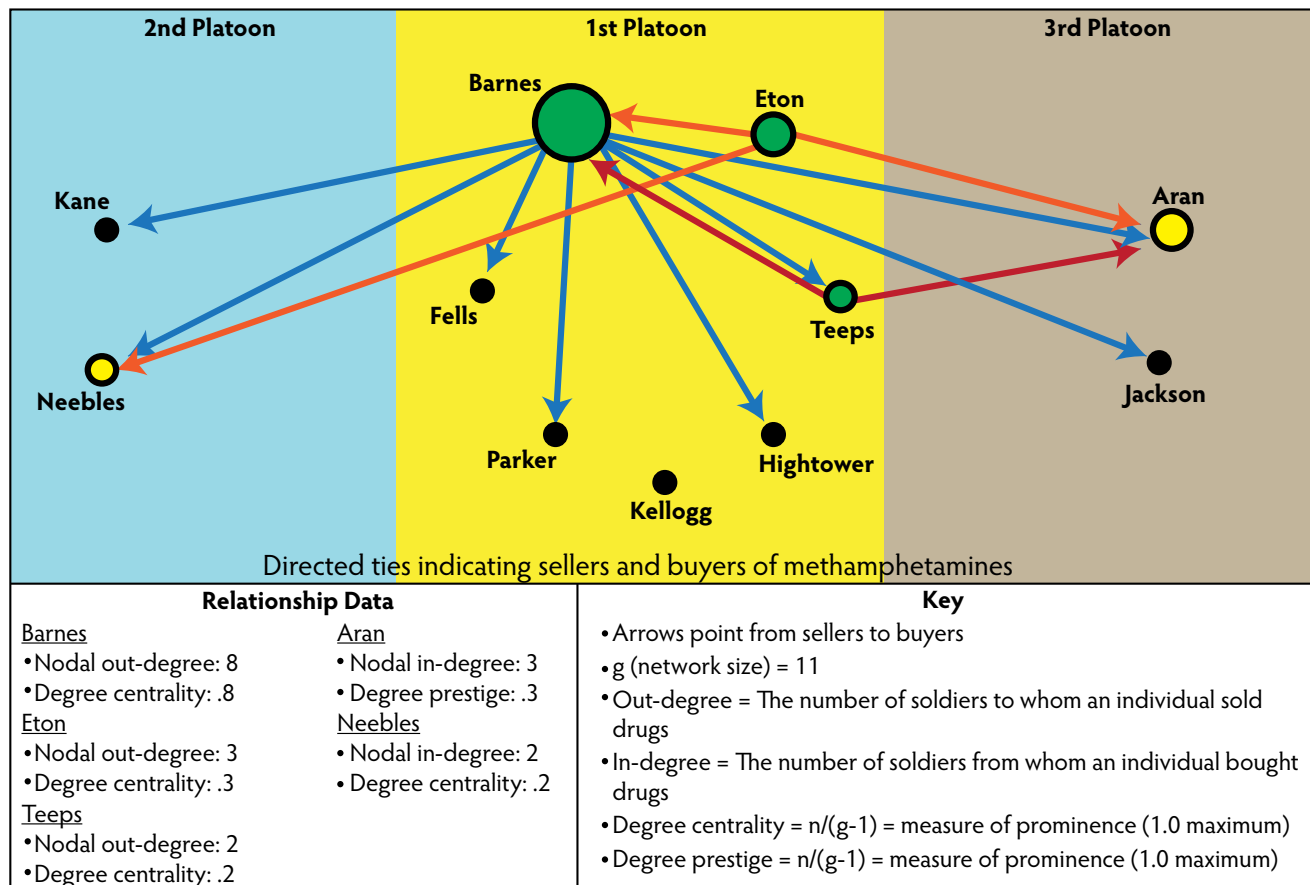 2nd Platoon
1st Platoon
3rd Platoon
Barnes
Eton
Kane
Aran
Fells
Teeps
Neebles
Jackson
Parker
Hightower
Kellogg
Directed ties indicating sellers and buyers of methamphetamines
Relationship Data
Barnes
•Nodal out-degree: 8
•Degree centrality: .8
Eton
•Nodal out-degree: 3
•Degree centrality: .3
Teeps
•Nodal out-degree: 2
•Degree centrality: .2
Aran
•Nodal in-degree: 3
•Degree prestige: .3
Neebles
•Nodal in-degree: 2
•Degree centrality: .2
Key
•Arrows point from sellers to buyers
•g (network size) = 11
•Out-degree = The number of soldiers to whom an individual sold
drugs
•In-degree = The number of soldiers from whom an individual bought
drugs
•Degree centrality = n/(g-1) = measure of prominence (1.0 maximum)
•Degree prestige = n/(g-1) = measure of prominence (1.0 maximum)